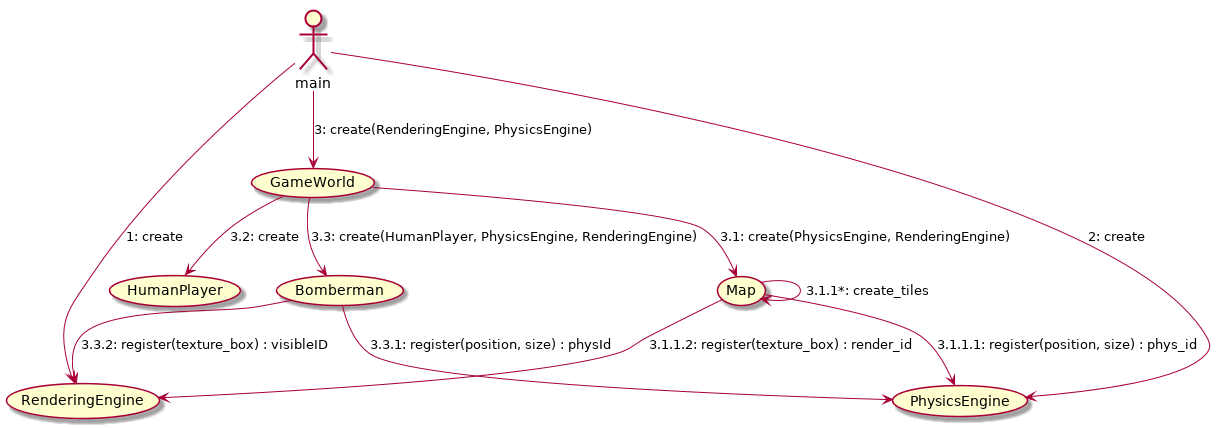 main
3: create(RenderingEngine, PhysicsEngine)
GameWorld
1: create
3.2: create
3.3: create(HumanPlayer, PhysicsEngine, RenderingEngine)
3.1: create(PhysicsEngine, RenderingEngine)
2: create
HumanPlayer
Bomberman
Map
3.1.1*: create_tiles
3.3.2: register(texture_box) : visibleID
3.3.1: register(position, size) : physId
3.1.1.2: register(texture_box) : render_id
3.1.1.1: register(position, size) : phys_id
RenderingEngine
PhysicsEngine